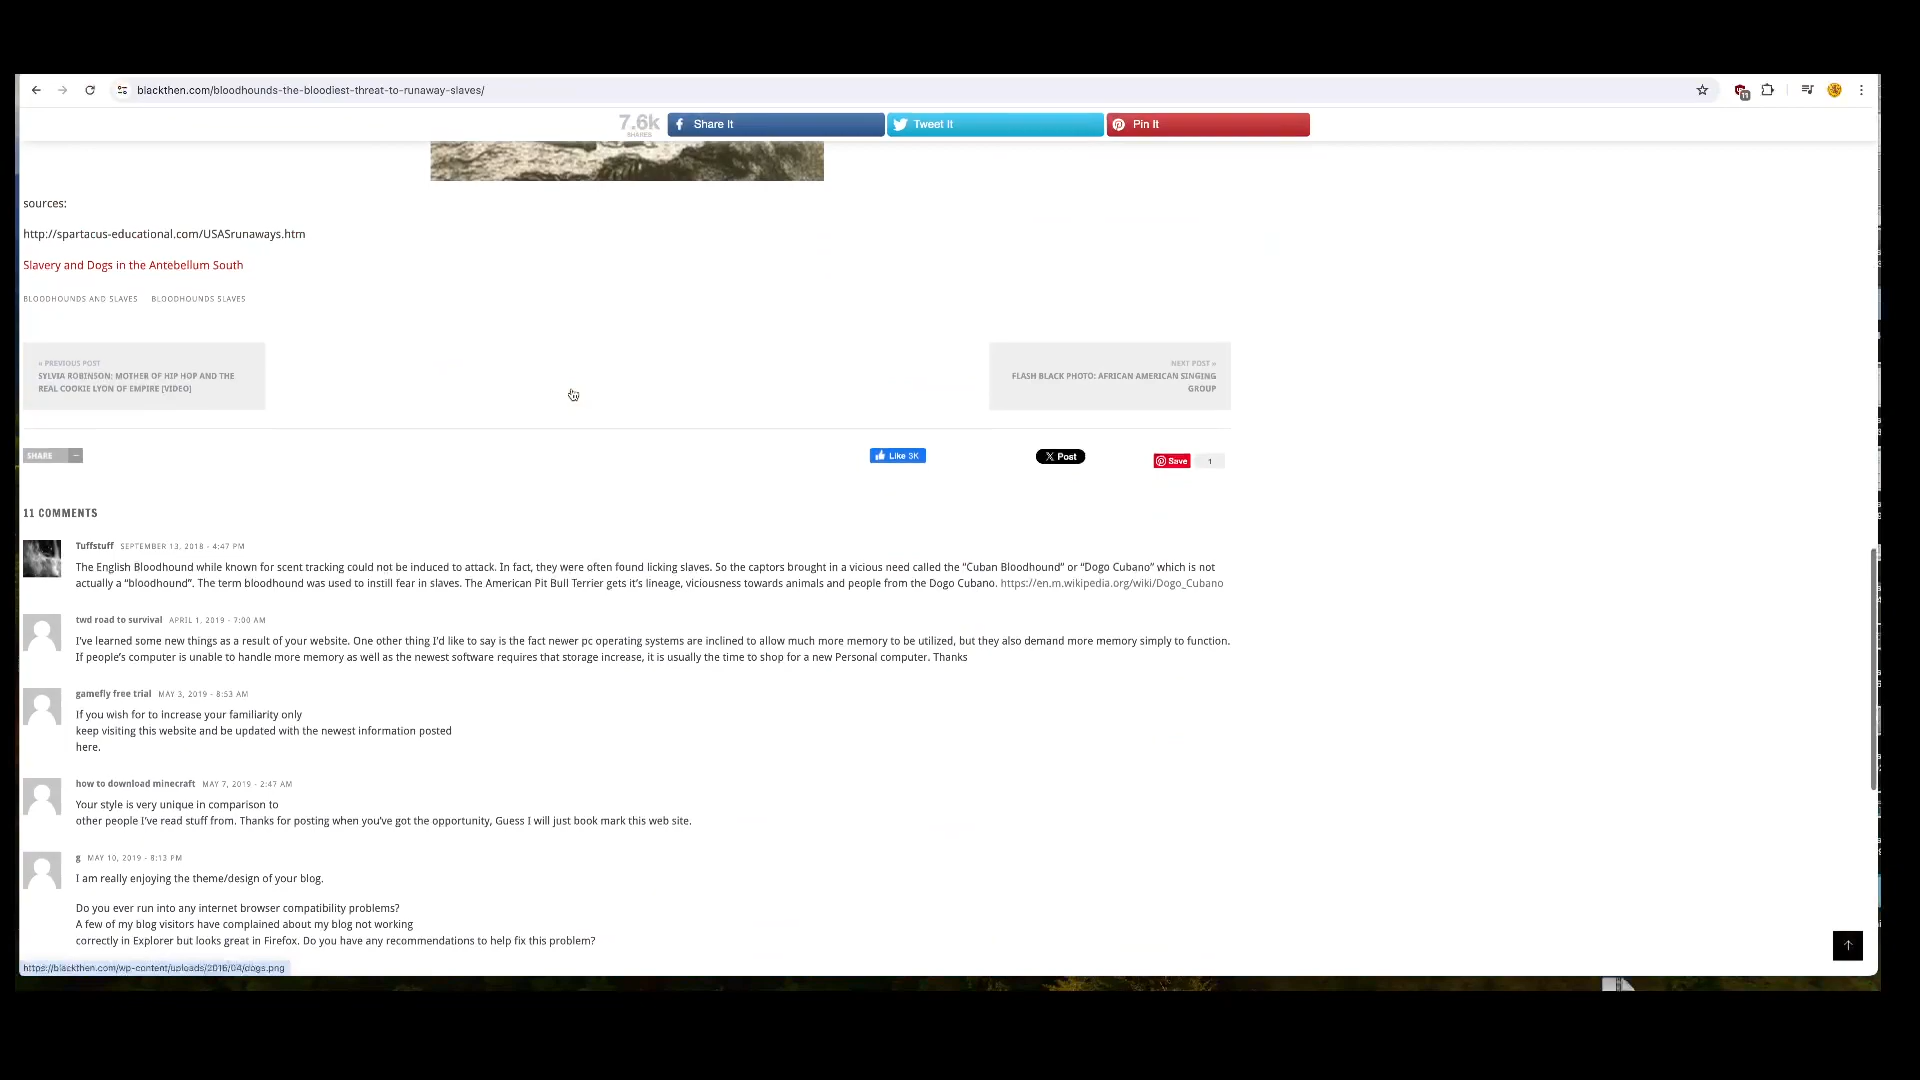 blackthen.com/bloodhounds-the-bloodiest-threat-to-runaway-slaves/
11
7.6k
SHARES
Share It
Tweet It
Pin It
sources:
http://spartacus-educational.com/USASrunaways.htm
Slavery and Dogs in the Antebellum South
BLOODHOUNDS AND SLAVES BLOODHOUNDS SLAVES
« PREVIOUS POST
SYLVIA ROBINSON: MOTHER OF HIP HOP AND THE
REAL COOKIE LYON OF EMPIRE [VIDEO]
NEXT POST »
FLASH BLACK PHOTO: AFRICAN AMERICAN SINGING
GROUP
SHARE
Like 3K
X Post
Save
1
11 COMMENTS
Tuffstuff SEPTEMBER 13, 2018 - 4:47 PM
The English Bloodhound while known for scent tracking could not be induced to attack. In fact, they were often found licking slaves. So the captors brought in a vicious need called the “Cuban Bloodhound” or “Dogo Cubano” which is not
actually a “bloodhound”. The term bloodhound was used to instill fear in slaves. The American Pit Bull Terrier gets it’s lineage, viciousness towards animals and people from the Dogo Cubano. https://en.m.wikipedia.org/wiki/Dogo_Cubano
twd road to survival APRIL 1, 2019 - 7:00 AM
I’ve learned some new things as a result of your website. One other thing I’d like to say is the fact newer pc operating systems are inclined to allow much more memory to be utilized, but they also demand more memory simply to function.
If people’s computer is unable to handle more memory as well as the newest software requires that storage increase, it is usually the time to shop for a new Personal computer. Thanks
gamefly free trial MAY 3, 2019 - 8:53 AM
If you wish for to increase your familiarity only
keep visiting this website and be updated with the newest information posted
here.
how to download minecraft MAY 7, 2019 - 2:47 AM
Your style is very unique in comparison to
other people I’ve read stuff from. Thanks for posting when you’ve got the opportunity, Guess I will just book mark this web site.
g MAY 10, 2019 - 8:13 PM
I am really enjoying the theme/design of your blog.
Do you ever run into any internet browser compatibility problems?
A few of my blog visitors have complained about my blog not working
correctly in Explorer but looks great in Firefox. Do you have any recommendations to help fix this problem?
https://blackthen.com/wp-content/uploads/2016/04/dogs.png